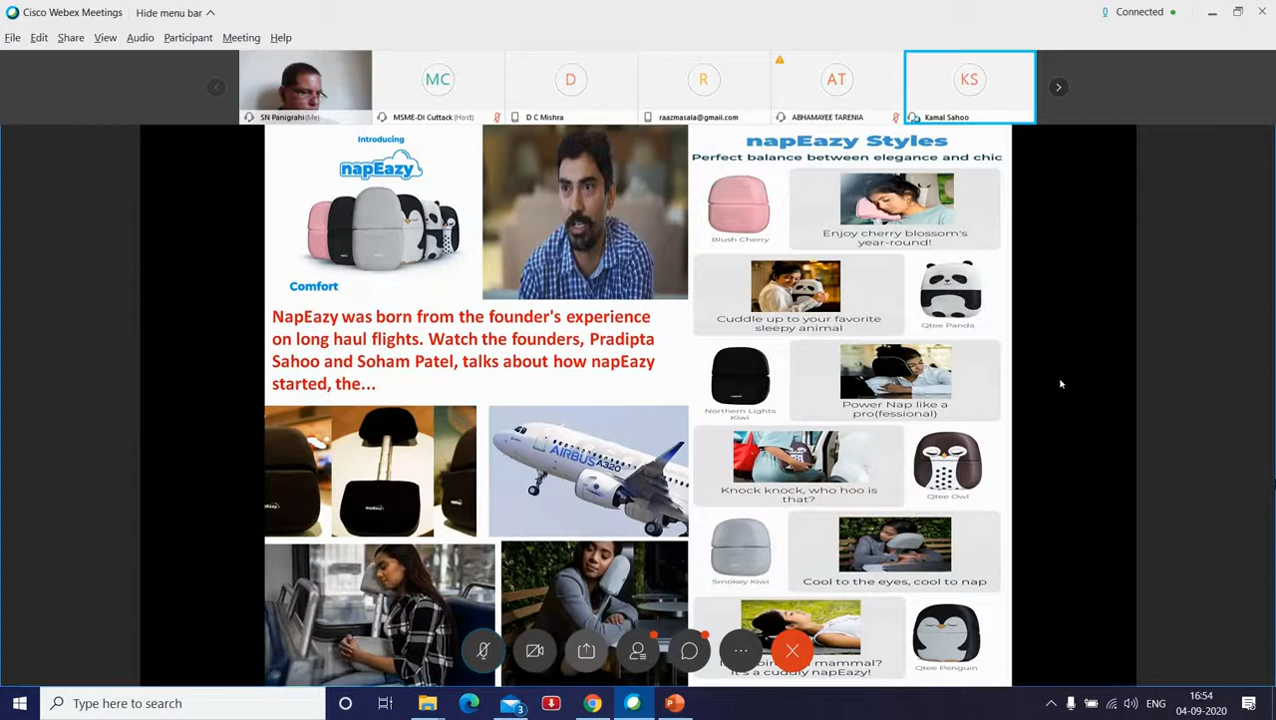 Cisco Webex Meetings
Hide menu bar
Connected
File Edit Share View Audio Participant Meeting Help
MC
D
R
AT
KS
SN Panigrahi (Me)
MSME-DI Cuttack (Host)
D C Mishra
raazmasala@gmail.com
ABHAMAYEE TARENIA
Kamal Sahoo
Introducing
napEazy
Comfort
NapEazy was born from the founder's experience
on long haul flights. Watch the founders, Pradipta
Sahoo and Soham Patel, talks about how napEazy
started, the...
napEazy
AIRBUS A320
napEazy Styles
Perfect balance between elegance and chic
Blush Cherry
Enjoy cherry blossom's
year-round!
Cuddle up to your favorite
sleepy animal
Qtee Panda
Northern Lights
Kiwi
Power Nap like a
pro(fessional)
Knock knock, who hoo is
that?
Qtee Owl
Smokey Kiwi
Cool to the eyes, cool to nap
mammal?
It's a cuddly napEazy!
Qtee Penguin
Type here to search
3
ENG
16:54
04-09-2020